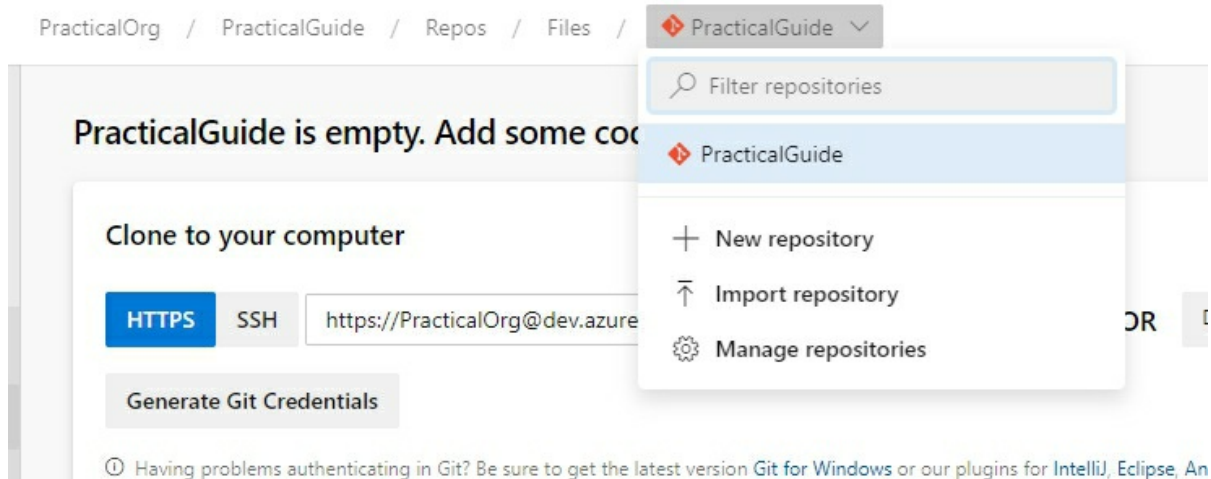 PracticalOrg / PracticalGuide / Repos / Files / PracticalGuide
Filter repositories
PracticalGuide is empty. Add some
PracticalGuide
Clone to your computer
New repository
Import repository
HTTPS SSH https://PracticalOrg@dev.azure OR
Manage repositories
Generate Git Credentials
Having problems authenticating in Git? Be sure to get the latest version Git for Windows or our plugins for IntelliJ, Eclipse,